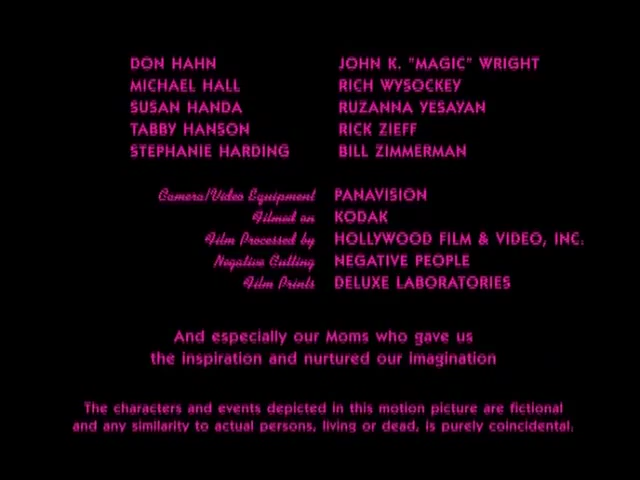 DON HAHN JOHN K. "MAGIC" WRIGHT
MICHAEL HALL RICH WYSOCKEY
SUSAN HANDA RUZANNA YESAYAN
TABBY HANSON RICK ZIEFF
STEPHANIE HARDING BILL ZIMMERMAN
Camera/Video Equipment PANAVISION
Filmed on KODAK
Film Processed by HOLLYWOOD FILM & VIDEO, INC.
Negative Cutting NEGATIVE PEOPLE
Film Prints DELUXE LABORATORIES
And especially our Moms who gave us
the inspiration and nurtured our imagination
The characters and events depicted in this motion picture are fictional
and any similarity to actual persons, living or dead, is purely coincidental.